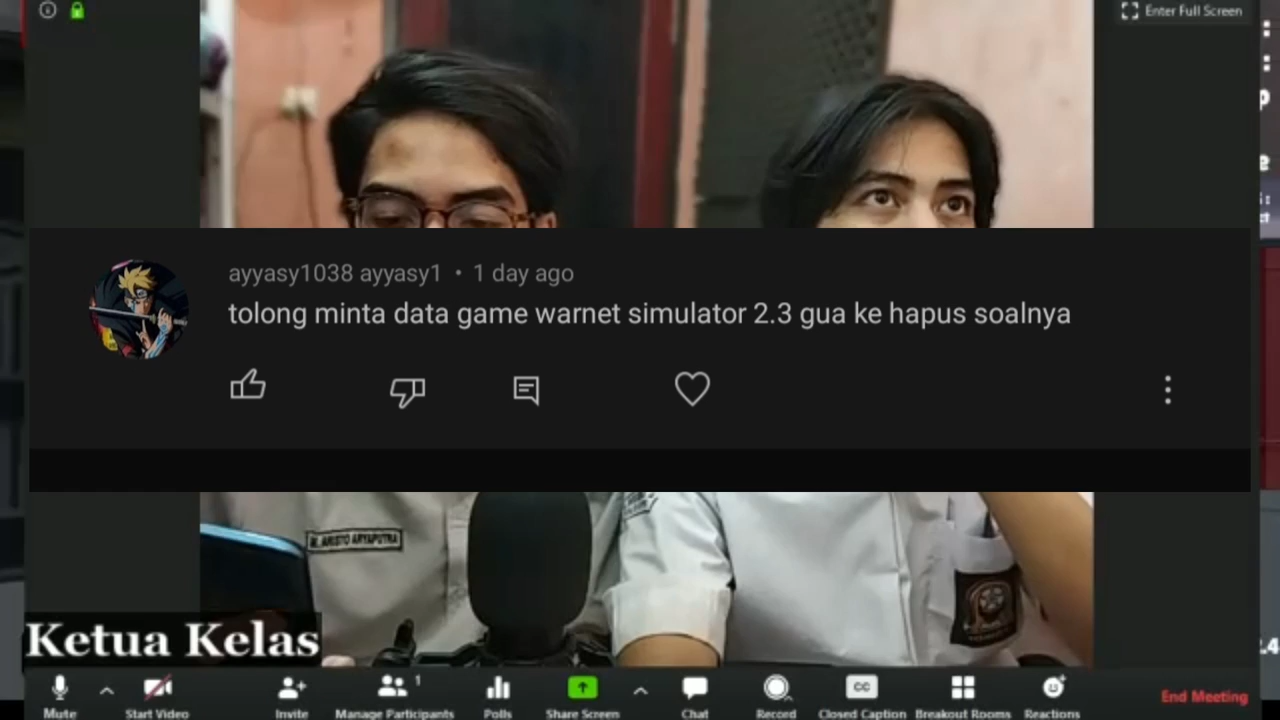 Enter Full Screen
ayyasy1038 ayyasy1 • 1 day ago
tolong minta data game warnet simulator 2.3 gua ke hapus soalnya
M. ARISTO ARYAPUTRA
Ketua Kelas
1
Mute
Start Video
Invite
Manage Participants
Polls
Share Screen
Chat
Record
CC
Closed Caption
Breakout Rooms
Reactions
End Meeting